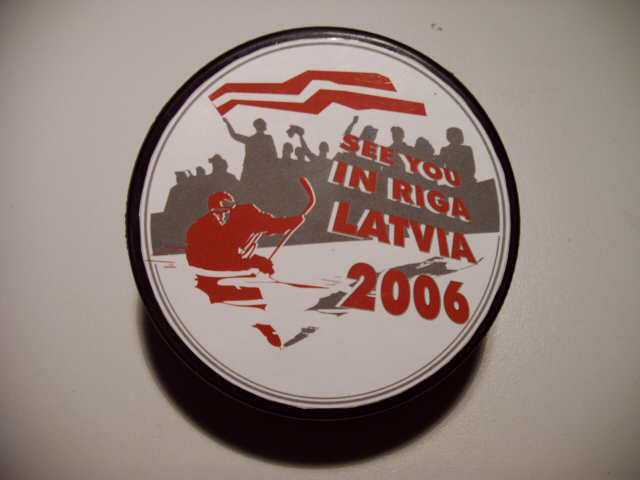 SEE YOU
IN RIGA
LATVIA
2006